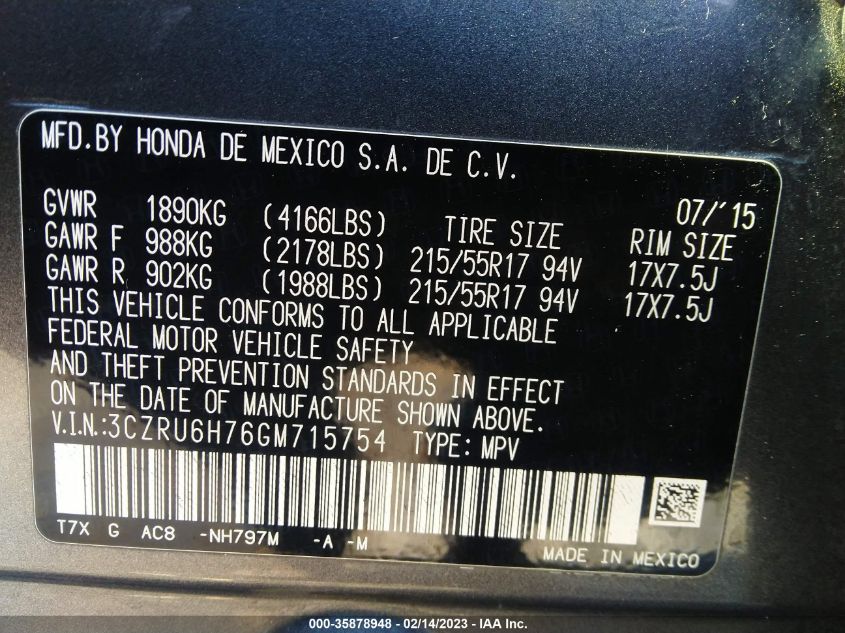 MFD.BY HONDA DE MEXICO S.A. DE C.V.
07/'15
GVWR 1890KG (4166LBS) TIRE SIZE RIM SIZE
GAWR F 988KG (2178LBS) 215/55R17 94V 17X7.5J
GAWR R 902KG (1988LBS) 215/55R17 94V 17X7.5J
THIS VEHICLE CONFORMS TO ALL APPLICABLE
FEDERAL MOTOR VEHICLE SAFETY
AND THEFT PREVENTION STANDARDS IN EFFECT
ON THE DATE OF MANUFACTURE SHOWN ABOVE.
V.I.N.:3CZRU6H76GM715754 TYPE: MPV
T7X G AC8 -NH797M -A -M
MADE IN MEXICO
000-35878948 - 02/14/2023 - IAA Inc.